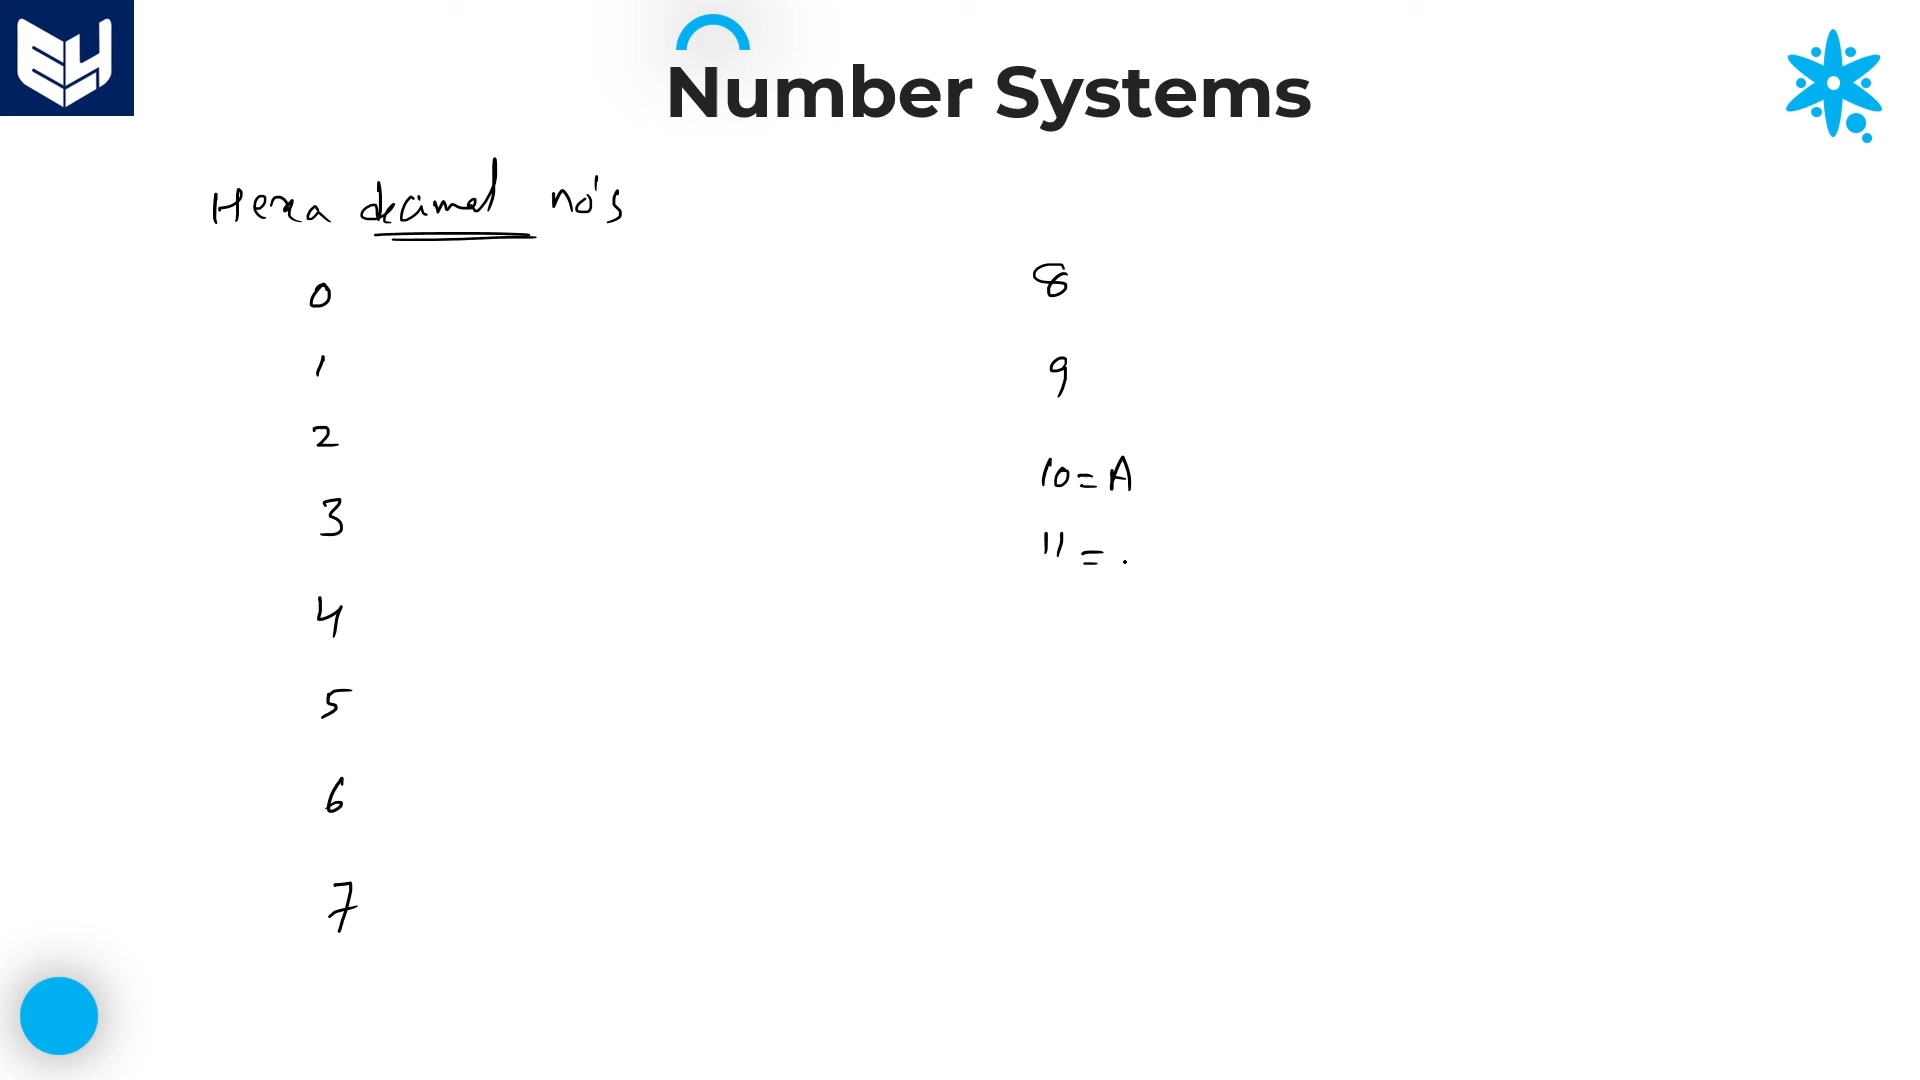 Number Systems
Hexa decimal no's
0
1
2
3
4
5
6
7
8
9
10 = A
11 = .